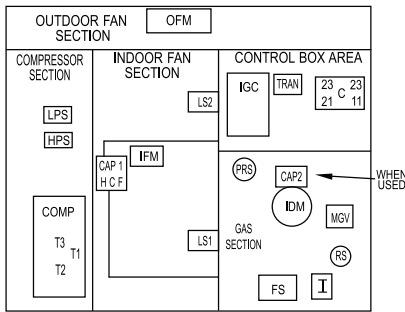 OUTDOOR FAN
SECTION
OFM
COMPRESSOR
SECTION
LPS
HPS
COMP
T3
T1
T2
INDOOR FAN
SECTION
LS2
IFM
CAP 1
H C F
LS1
CONTROL BOX AREA
IGC
TRAN
23 23
C
21 11
PRS
CAP2
WHEN
USED
IDM
MGV
GAS
SECTION
RS
FS
I